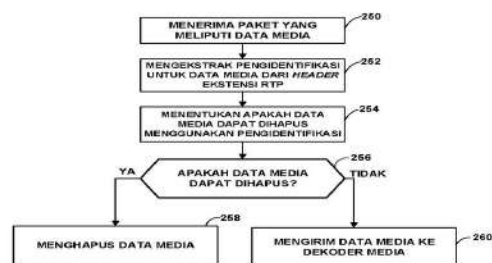 MENERIMA PAKET YANG
MELIPUTI DATA MEDIA
250
MENGEKSTRAK PENGIDENTIFIKASI
UNTUK DATA MEDIA DARI HEADER
EKSTENSI RTP
252
MENENTUKAN APAKAH DATA
MEDIA DAPAT DIHAPUS
MENGGUNAKAN PENGIDENTIFIKASI
254
APAKAH DATA MEDIA
DAPAT DIHAPUS?
256
YA
TIDAK
MENGHAPUS DATA MEDIA
258
MENGIRIM DATA MEDIA KE
DEKODER MEDIA
260